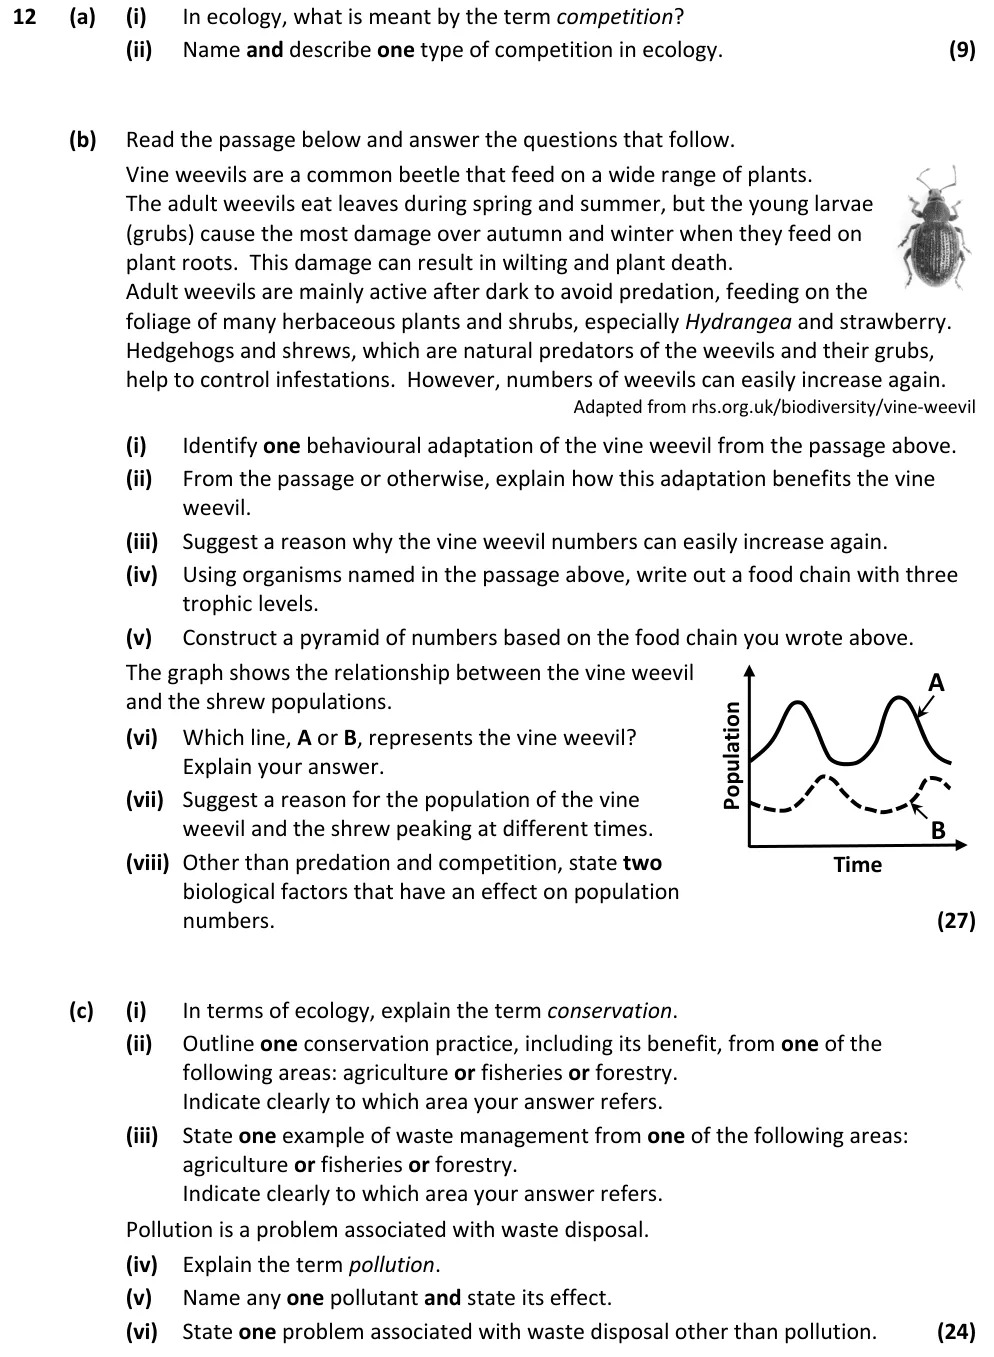 12 (a) (i) In ecology, what is meant by the term competition?
(ii) Name and describe one type of competition in ecology. (9)
(b) Read the passage below and answer the questions that follow.
Vine weevils are a common beetle that feed on a wide range of plants.
The adult weevils eat leaves during spring and summer, but the young larvae
(grubs) cause the most damage over autumn and winter when they feed on
plant roots. This damage can result in wilting and plant death.
Adult weevils are mainly active after dark to avoid predation, feeding on the
foliage of many herbaceous plants and shrubs, especially Hydrangea and strawberry.
Hedgehogs and shrews, which are natural predators of the weevils and their grubs,
help to control infestations. However, numbers of weevils can easily increase again.
Adapted from rhs.org.uk/biodiversity/vine-weevil
(i) Identify one behavioural adaptation of the vine weevil from the passage above.
(ii) From the passage or otherwise, explain how this adaptation benefits the vine
weevil.
(iii) Suggest a reason why the vine weevil numbers can easily increase again.
(iv) Using organisms named in the passage above, write out a food chain with three
trophic levels.
(v) Construct a pyramid of numbers based on the food chain you wrote above.
The graph shows the relationship between the vine weevil
and the shrew populations.
(vi) Which line, A or B, represents the vine weevil?
Explain your answer.
(vii) Suggest a reason for the population of the vine
weevil and the shrew peaking at different times.
(viii) Other than predation and competition, state two
biological factors that have an effect on population
numbers. (27)
Population
A
B
Time
(c) (i) In terms of ecology, explain the term conservation.
(ii) Outline one conservation practice, including its benefit, from one of the
following areas: agriculture or fisheries or forestry.
Indicate clearly to which area your answer refers.
(iii) State one example of waste management from one of the following areas:
agriculture or fisheries or forestry.
Indicate clearly to which area your answer refers.
Pollution is a problem associated with waste disposal.
(iv) Explain the term pollution.
(v) Name any one pollutant and state its effect.
(vi) State one problem associated with waste disposal other than pollution. (24)